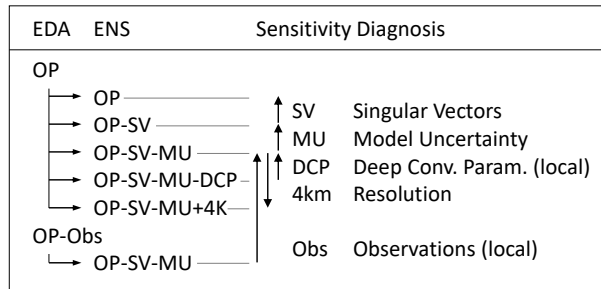 EDA ENS Sensitivity Diagnosis
OP
OP
OP-SV SV Singular Vectors
OP-SV-MU MU Model Uncertainty
OP-SV-MU-DCP DCP Deep Conv. Param. (local)
OP-SV-MU+4K 4km Resolution
OP-Obs
OP-SV-MU Obs Observations (local)